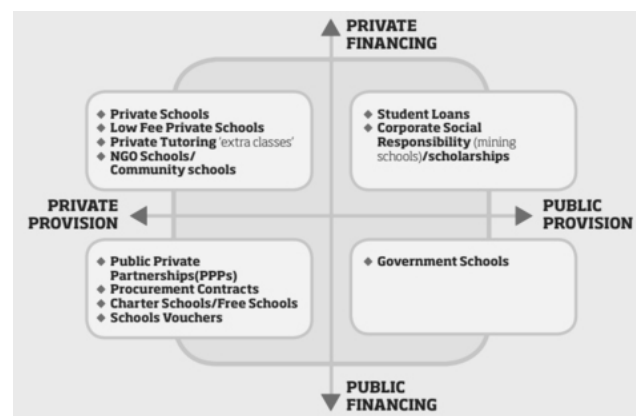 PRIVATE
FINANCING
◆ Private Schools
◆ Low Fee Private Schools
◆ Private Tutoring 'extra classes'
◆ NGO Schools/
Community schools
◆ Student Loans
◆ Corporate Social
Responsibility (mining
schools)/scholarships
PRIVATE
PROVISION
PUBLIC
PROVISION
◆ Public Private
Partnerships(PPPs)
◆ Procurement Contracts
◆ Charter Schools/Free Schools
◆ Schools Vouchers
◆ Government Schools
PUBLIC
FINANCING